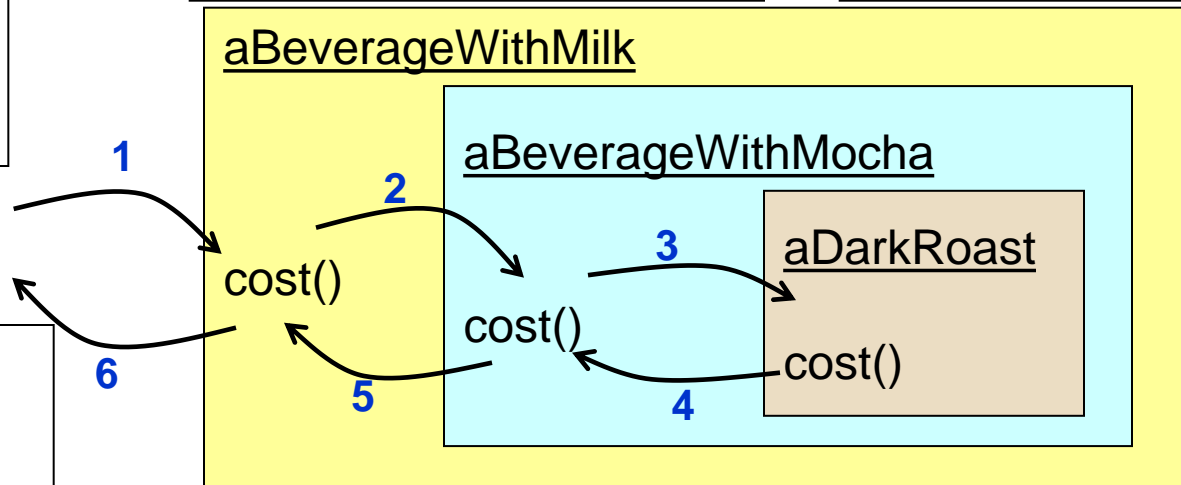 aBeverageWithMilk
1
aBeverageWithMocha
2
3
aDarkRoast
cost()
cost()
cost()
6
5
4